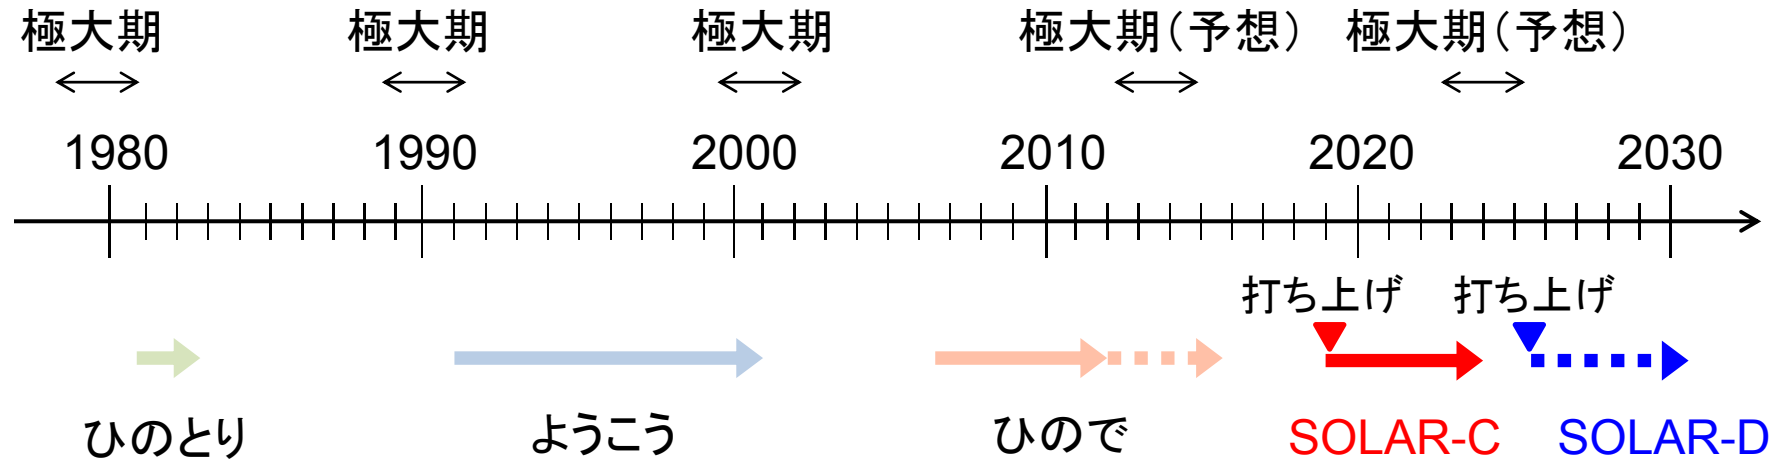 極大期 極大期 極大期 極大期(予想) 極大期(予想)
1980 1990 2000 2010 2020 2030
打ち上げ 打ち上げ
ひのとり ようこう ひので SOLAR-C SOLAR-D